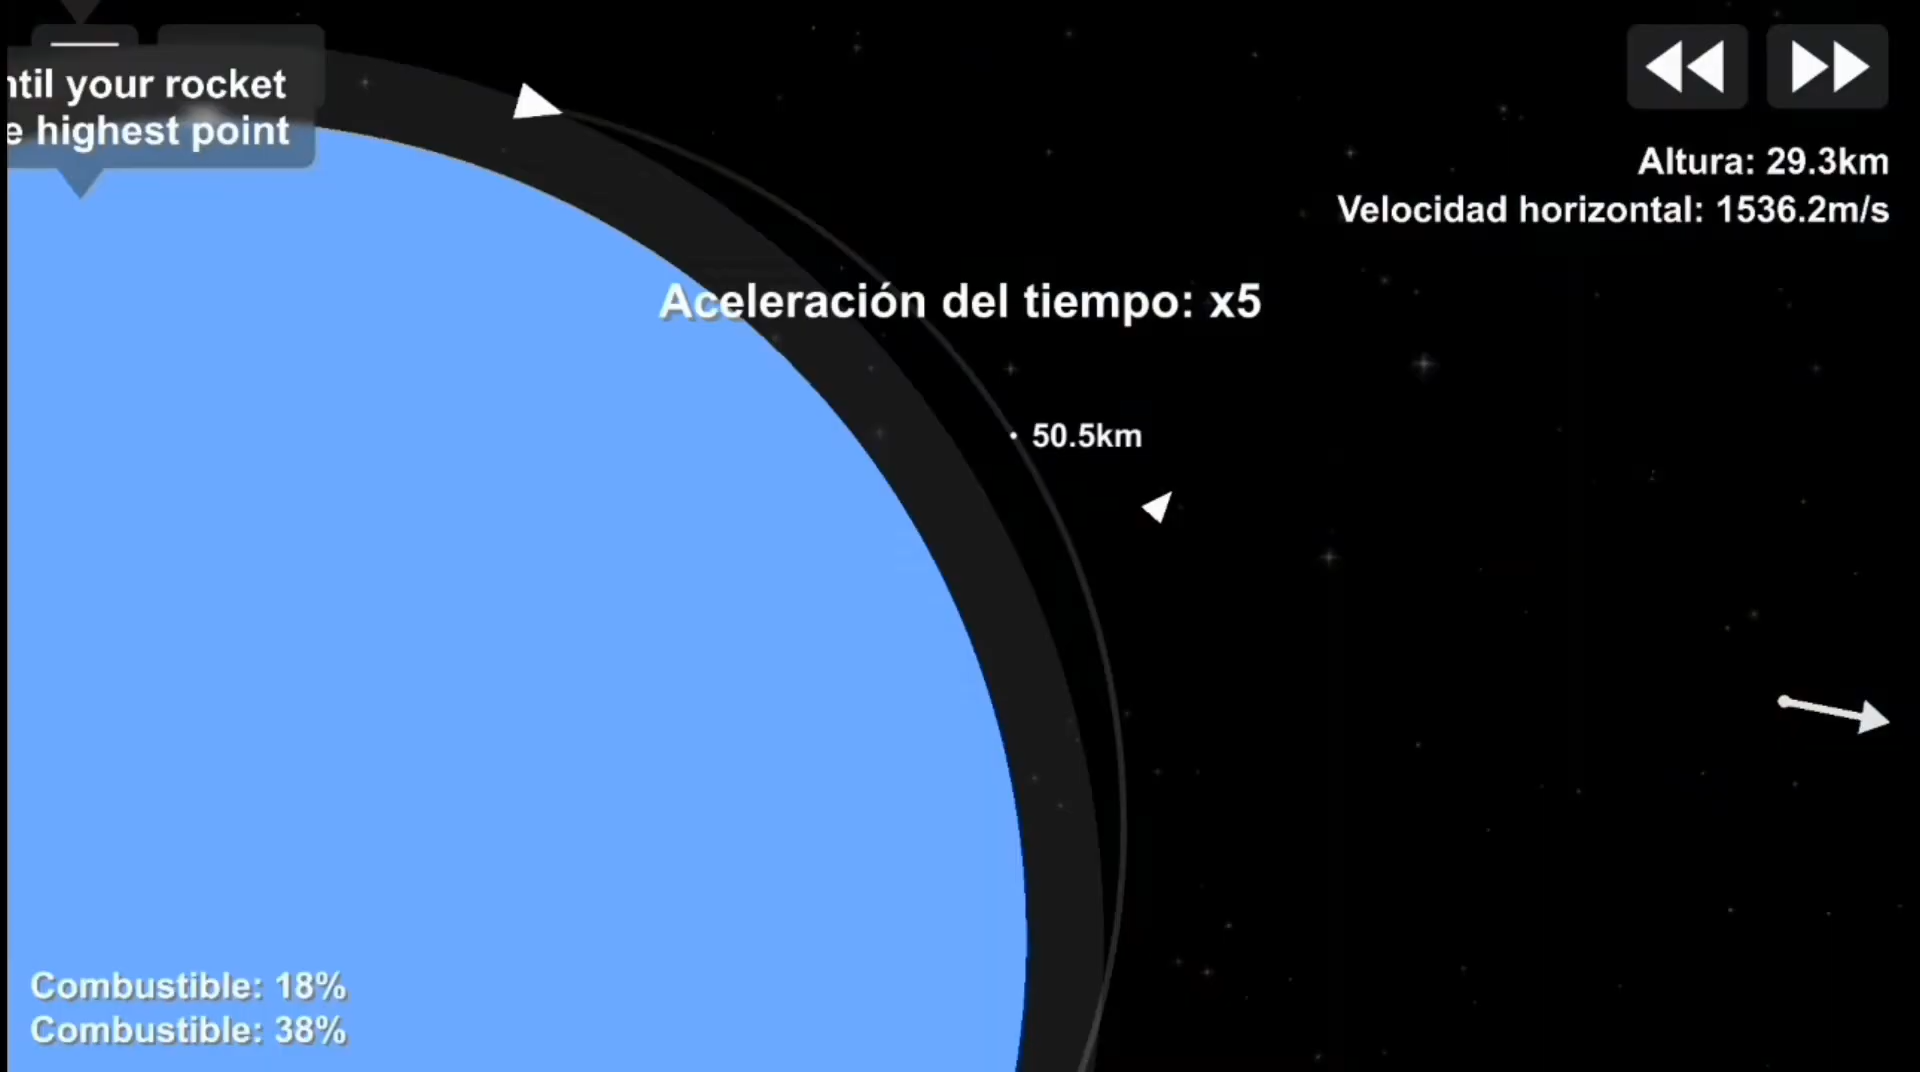 until your rocket
e highest point
Altura: 29.3km
Velocidad horizontal: 1536.2m/s
Aceleración del tiempo: x5
50.5km
Combustible: 18%
Combustible: 38%